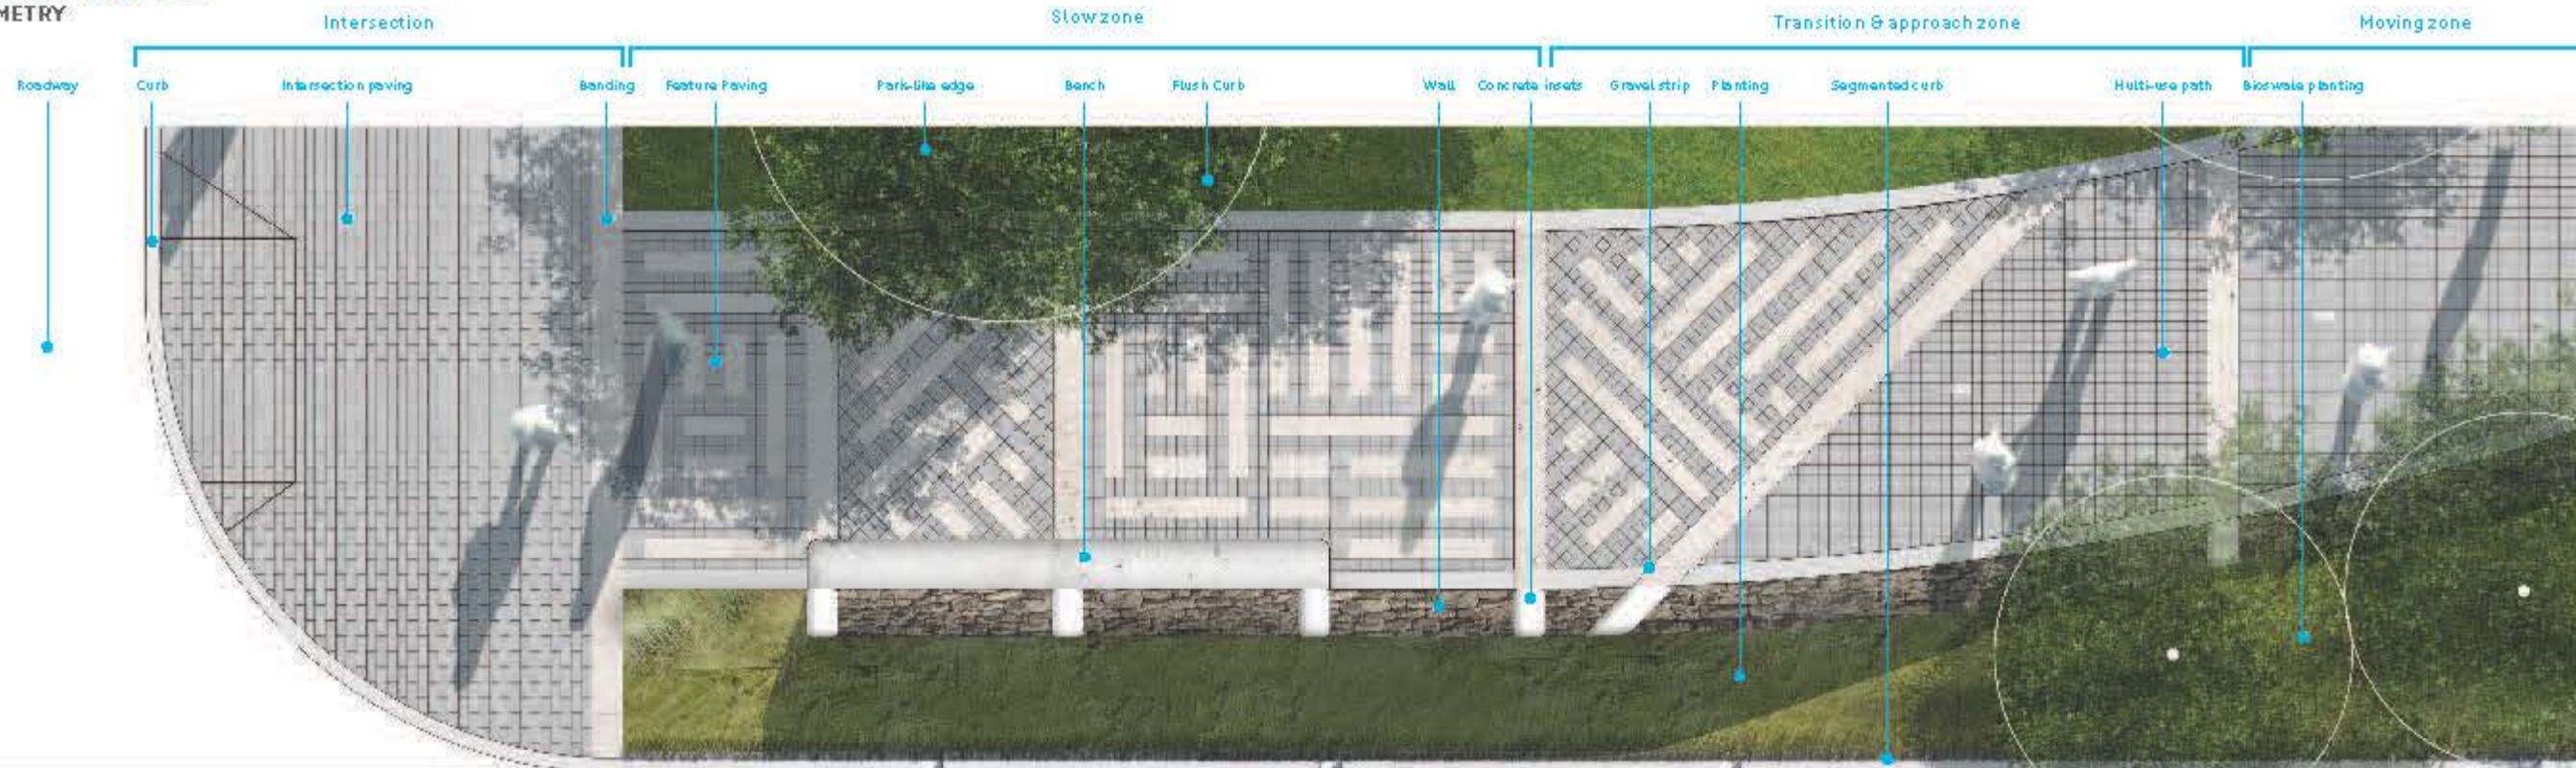 METRY
Intersection
Slow zone
Transition & approach zone
Moving zone
Roadway
Curb
Intersection paving
Banding
Feature Paving
Park-like edge
Bench
Flush Curb
Wall
Concrete insets
Gravel strip
Planting
Segmented curb
Multi-use path
Bioswale planting